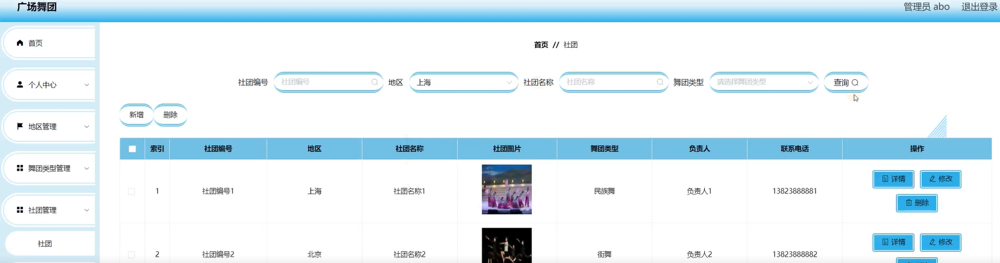 广场舞团
管理员 abo 退出登录
首页
个人中心
地区管理
舞团类型管理
社团管理
社团
首页 // 社团
社团编号 社团编号 地区 上海 社团名称 社团名称 舞团类型 请选择舞团类型 查询
新增 删除
索引 社团编号 地区 社团名称 社团图片 舞团类型 负责人 联系电话 操作
1 社团编号1 上海 社团名称1 民族舞 负责人1 13823888881 详情 修改
删除
2 社团编号2 北京 社团名称2 街舞 负责人2 13823888882 详情 修改